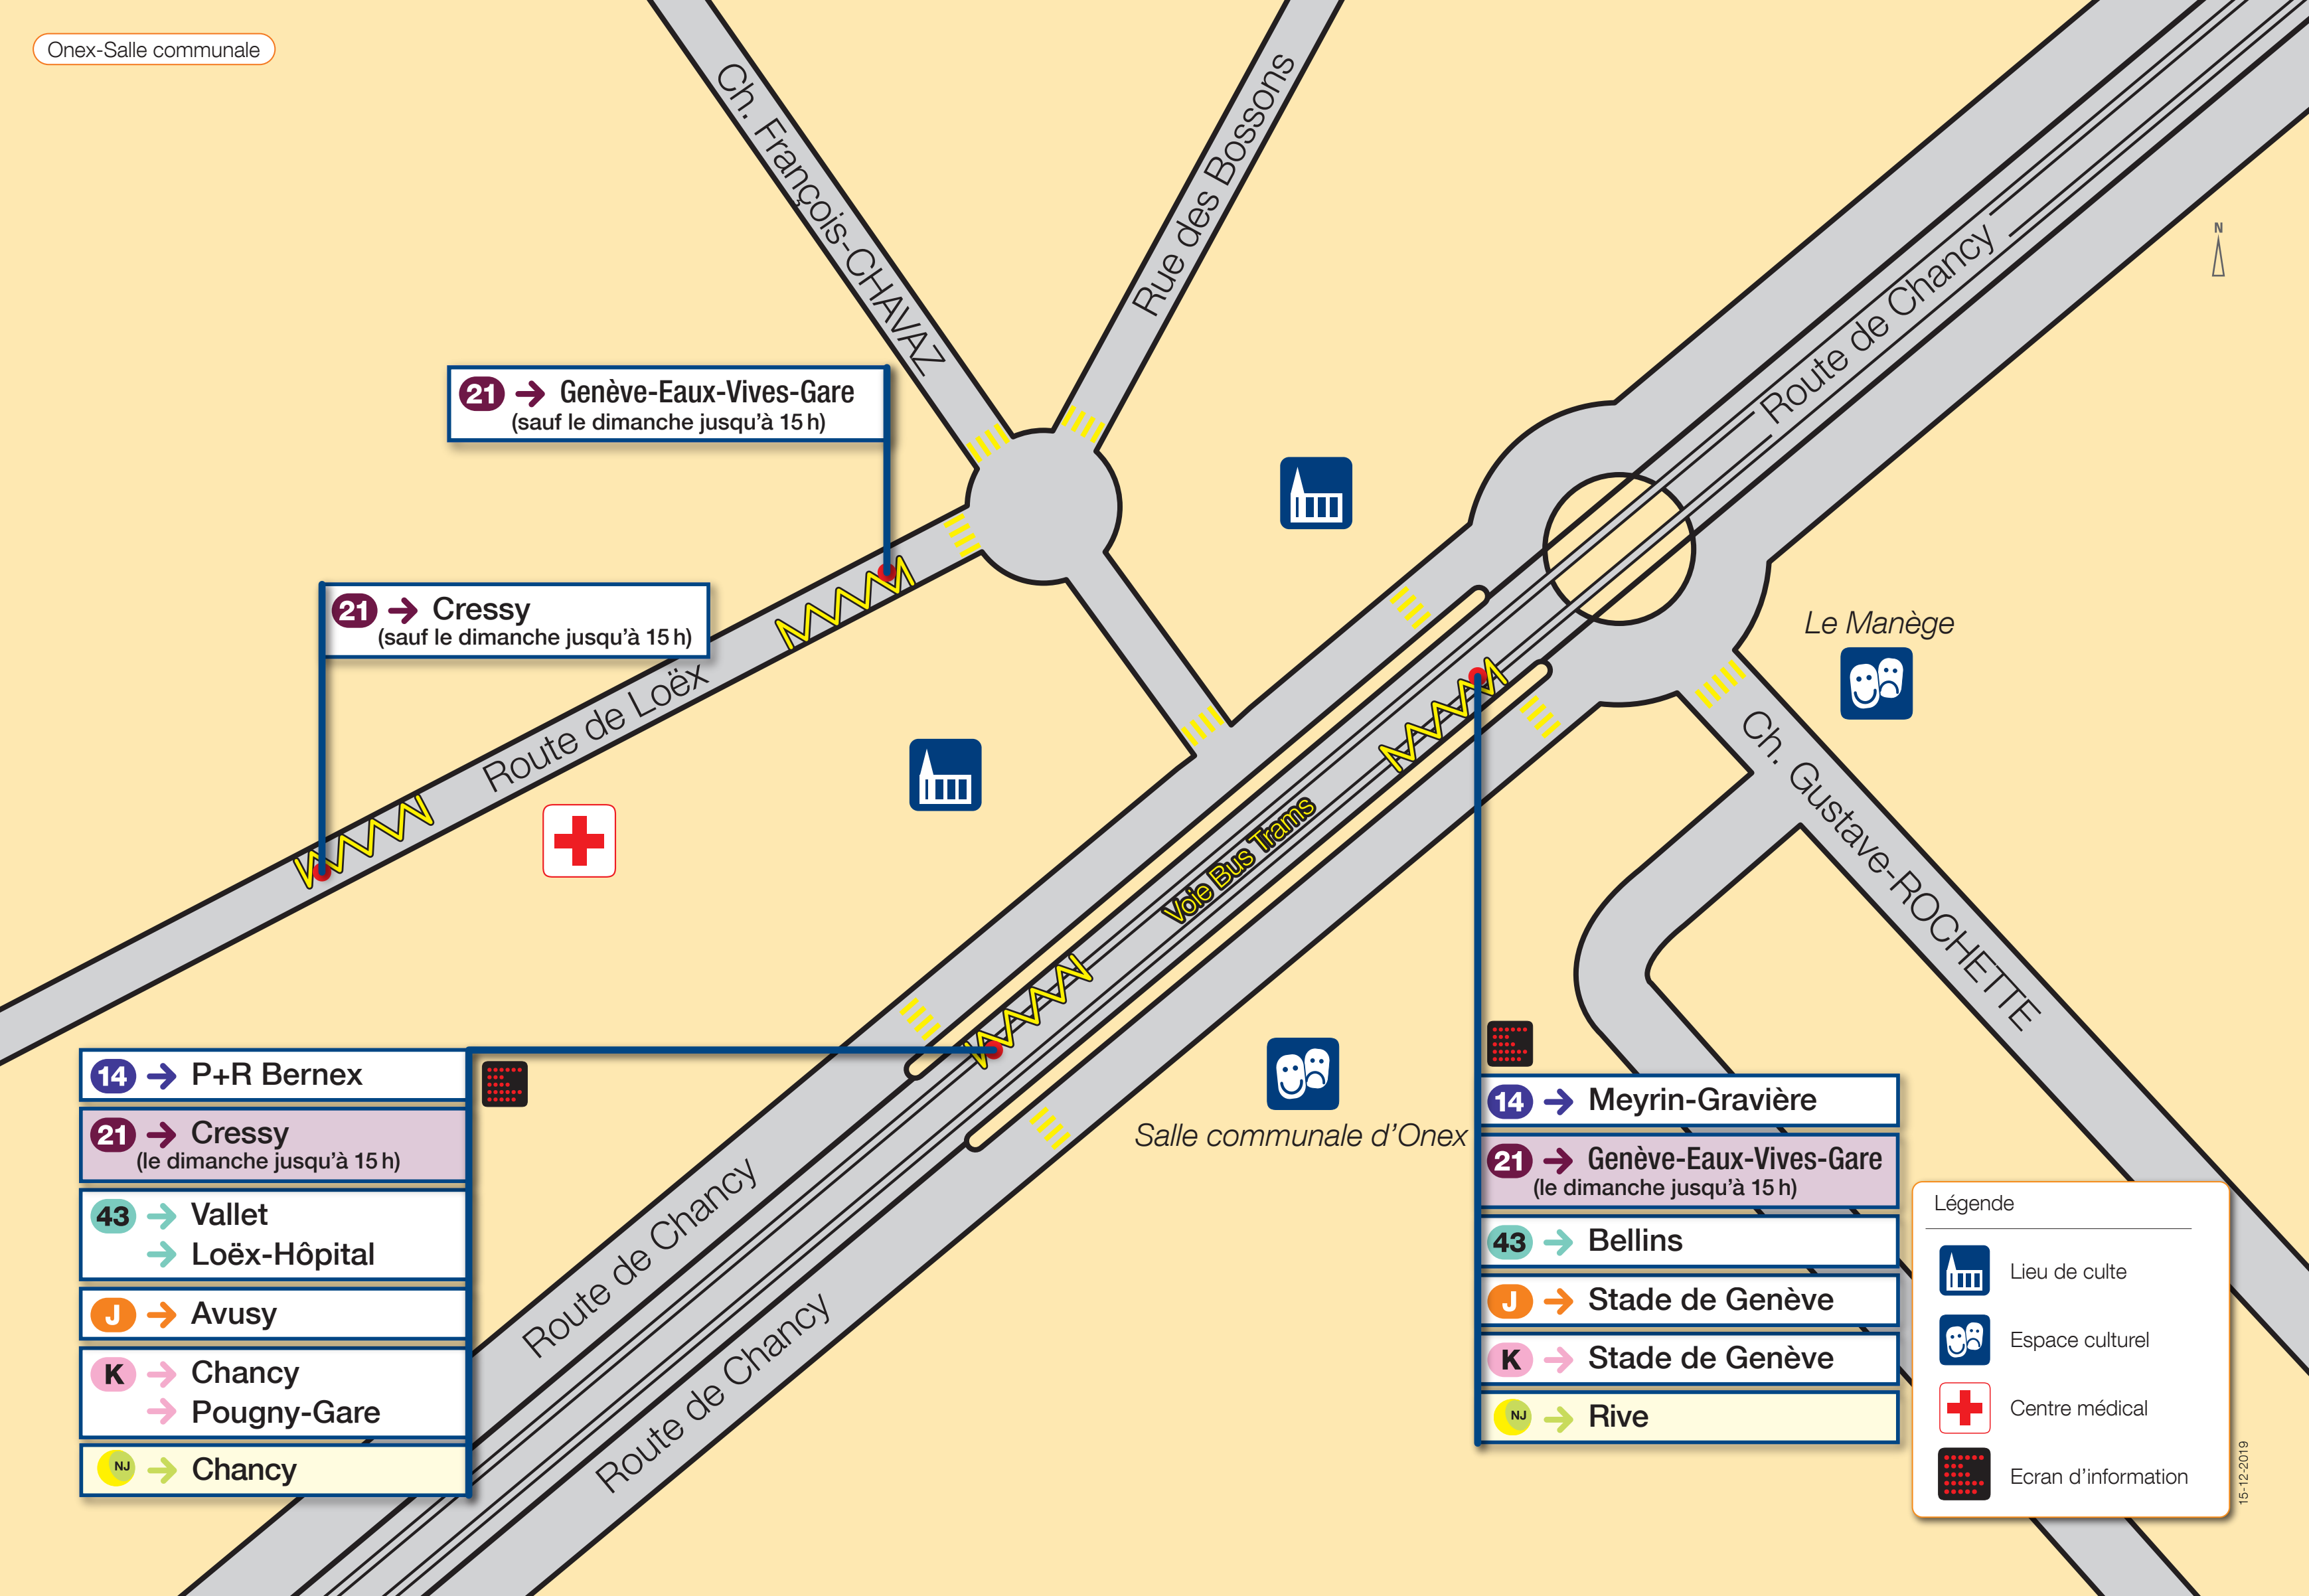 Onex-Salle communale
Ch. François-CHAVAZ
Rue des Bossons
Route de Chancy
N
21 → Genève-Eaux-Vives-Gare
(sauf le dimanche jusqu'à 15 h)
21 → Cressy
(sauf le dimanche jusqu'à 15 h)
Route de Loëx
Le Manège
Ch. Gustave-ROCHETTE
Voie Bus Trams
Salle communale d'Onex
Route de Chancy
Route de Chancy
14 → P+R Bernex
21 → Cressy
(le dimanche jusqu'à 15 h)
43 → Vallet
→ Loëx-Hôpital
J → Avusy
K → Chancy
→ Pougny-Gare
NJ → Chancy
14 → Meyrin-Gravière
21 → Genève-Eaux-Vives-Gare
(le dimanche jusqu'à 15 h)
43 → Bellins
J → Stade de Genève
K → Stade de Genève
NJ → Rive
Légende
Lieu de culte
Espace culturel
Centre médical
Ecran d'information
15-12-2019